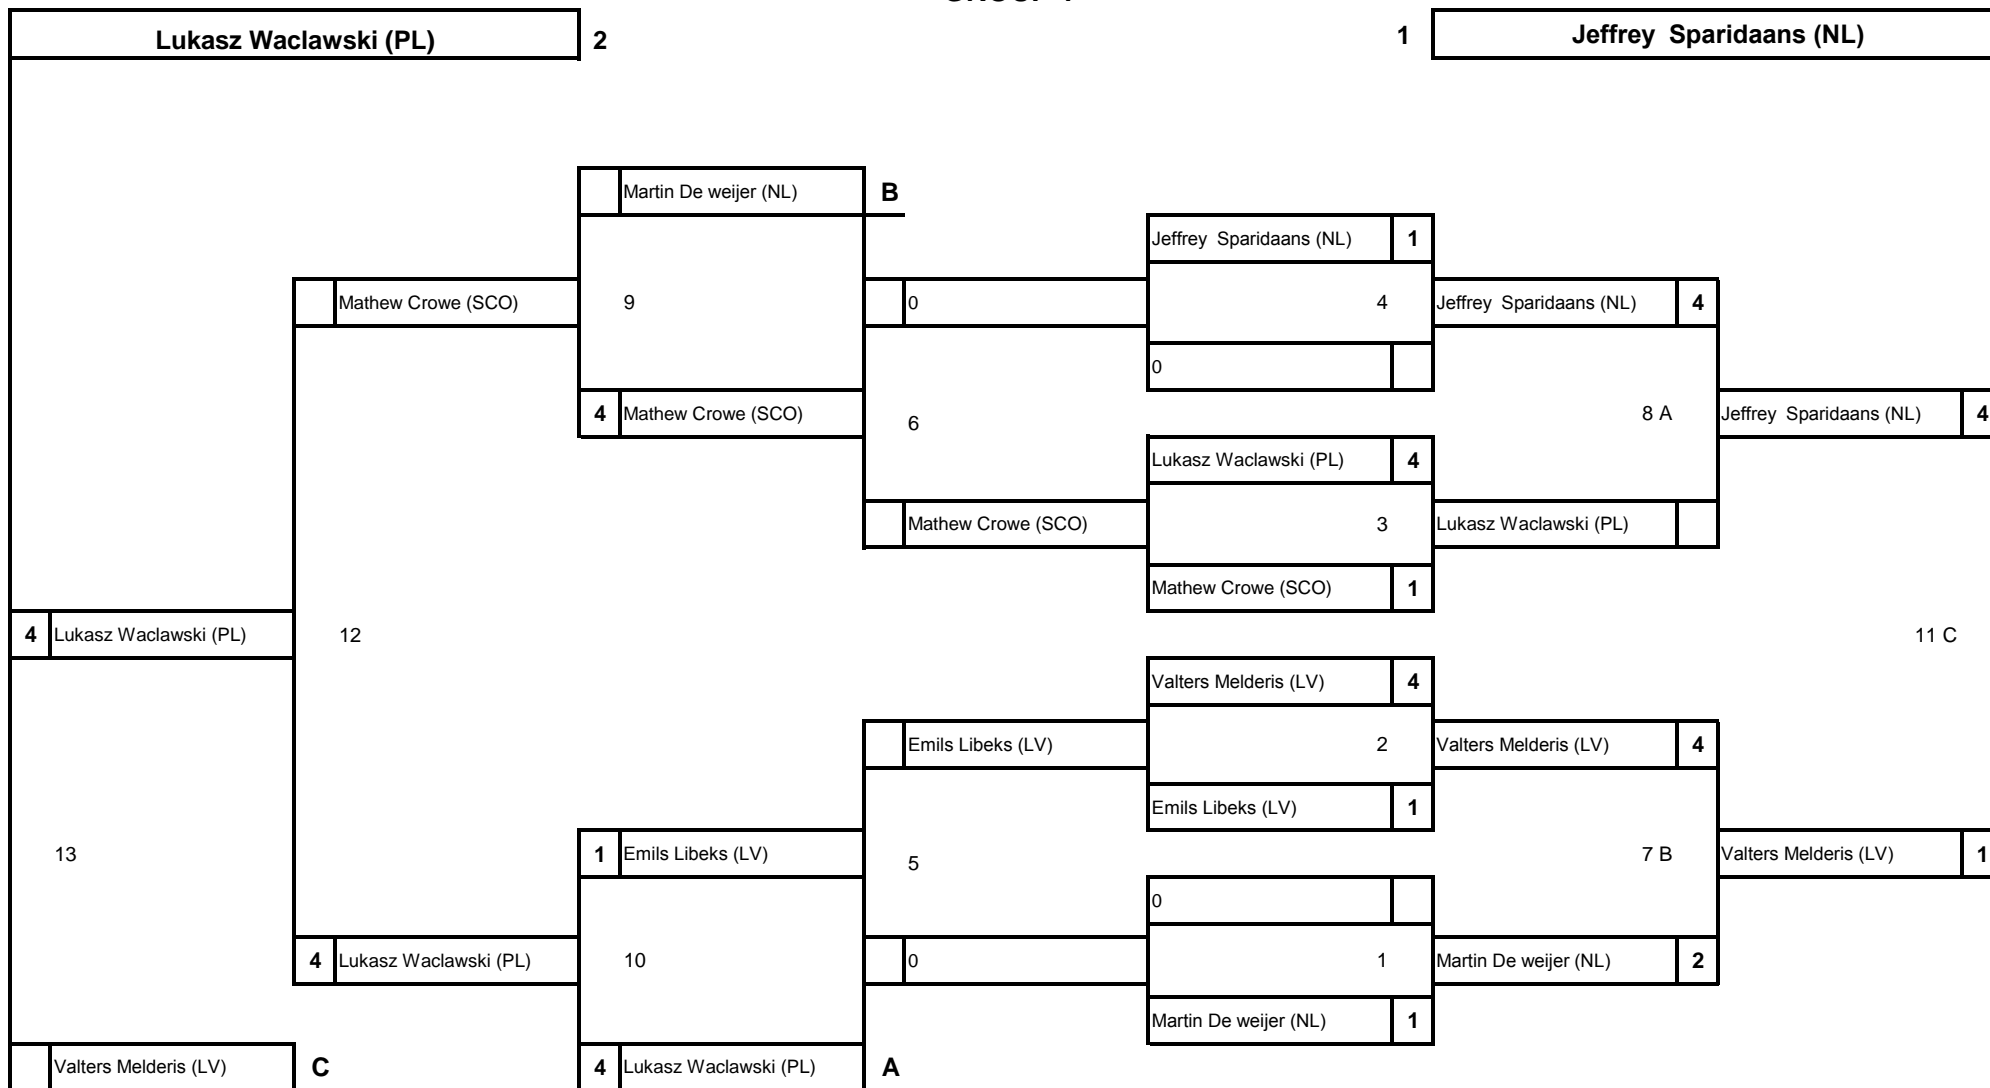 Lukasz Waclawski (PL) 2 1 Jeffrey Sparidaans (NL)
Martin De weijer (NL) B
Jeffrey Sparidaans (NL) 1
Mathew Crowe (SCO) 9 0 4 Jeffrey Sparidaans (NL) 4
0
4 Mathew Crowe (SCO) 6 8 A Jeffrey Sparidaans (NL) 4
Lukasz Waclawski (PL) 4
Mathew Crowe (SCO) 3 Lukasz Waclawski (PL)
Mathew Crowe (SCO) 1
4 Lukasz Waclawski (PL) 12 11 C
Valters Melderis (LV) 4
Emils Libeks (LV) 2 Valters Melderis (LV) 4
Emils Libeks (LV) 1
13 1 Emils Libeks (LV) 5 7 B Valters Melderis (LV) 1
0
4 Lukasz Waclawski (PL) 10 0 1 Martin De weijer (NL) 2
Martin De weijer (NL) 1
Valters Melderis (LV) C 4 Lukasz Waclawski (PL) A